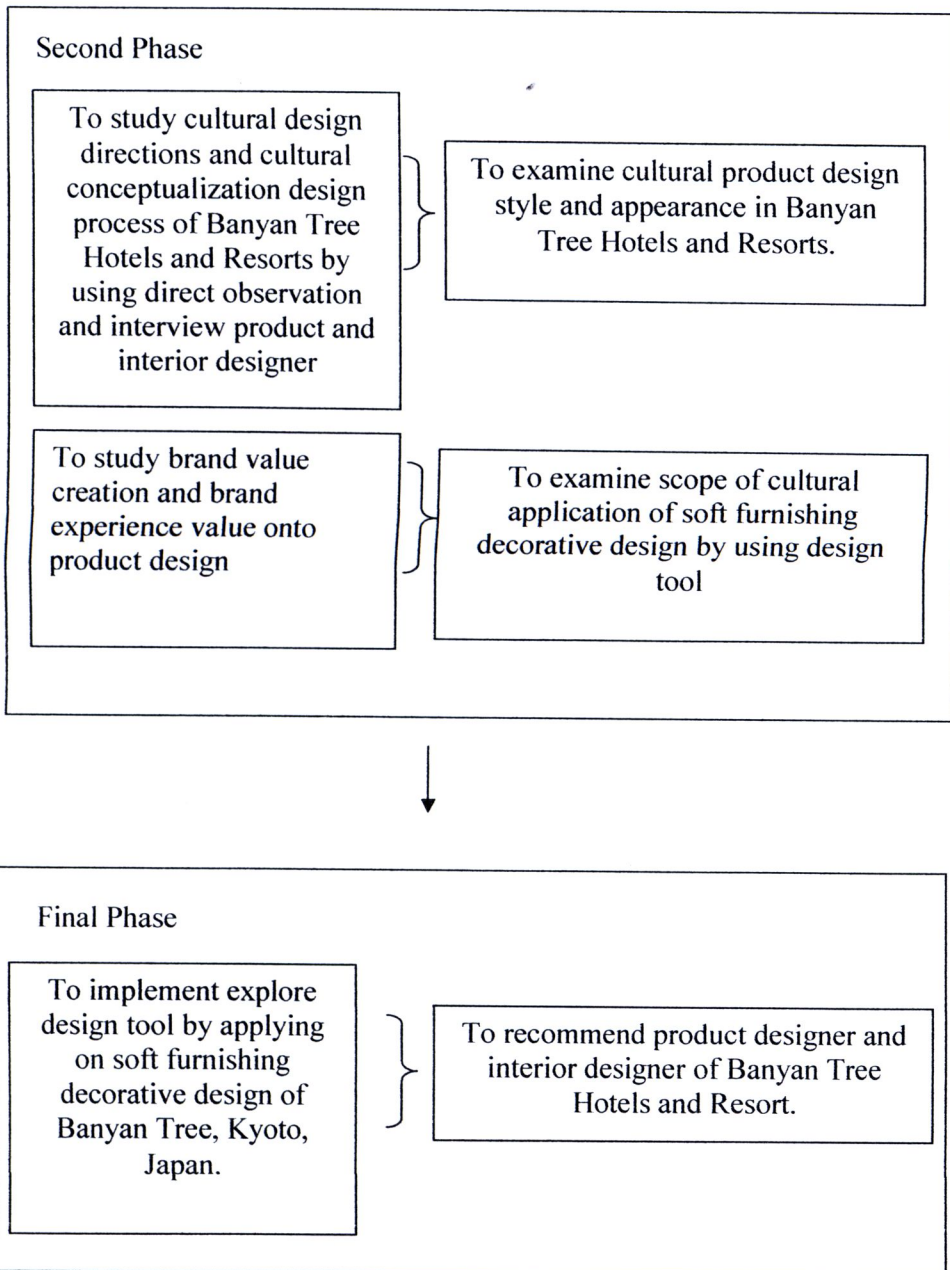 Second Phase
To study cultural design
directions and cultural
conceptualization design
process of Banyan Tree
Hotels and Resorts by
using direct observation
and interview product and
interior designer
To examine cultural product design
style and appearance in Banyan
Tree Hotels and Resorts.
To study brand value
creation and brand
experience value onto
product design
To examine scope of cultural
application of soft furnishing
decorative design by using design
tool
Final Phase
To implement explore
design tool by applying
on soft furnishing
decorative design of
Banyan Tree, Kyoto,
Japan.
To recommend product designer and
interior designer of Banyan Tree
Hotels and Resort.